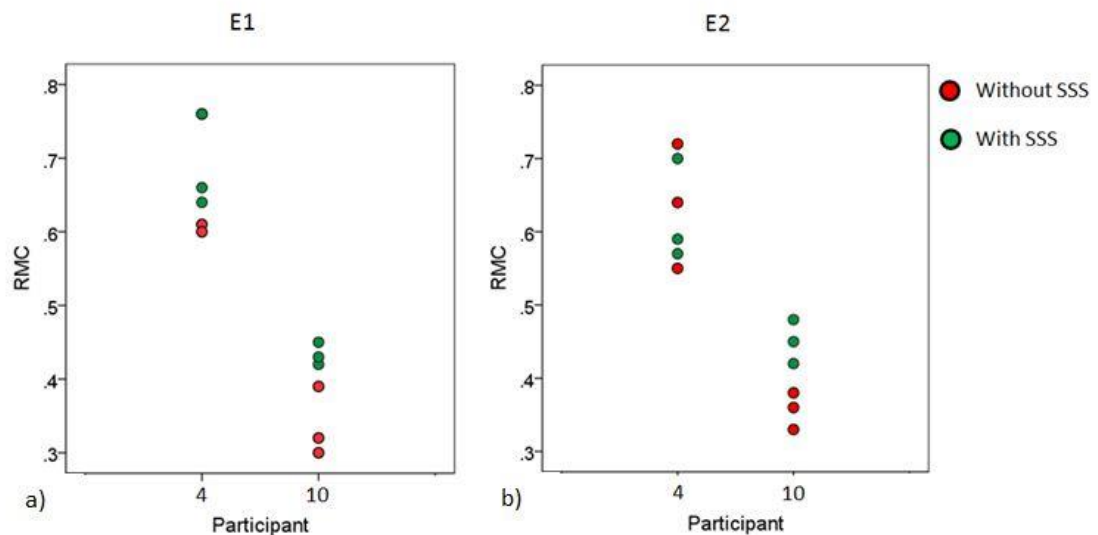 E1
.8
.7
.6
.5
.4
.3
RMC
4 10
Participant
a)
E2
.8
.7
.6
.5
.4
.3
RMC
4 10
Participant
b)
Without SSS
With SSS